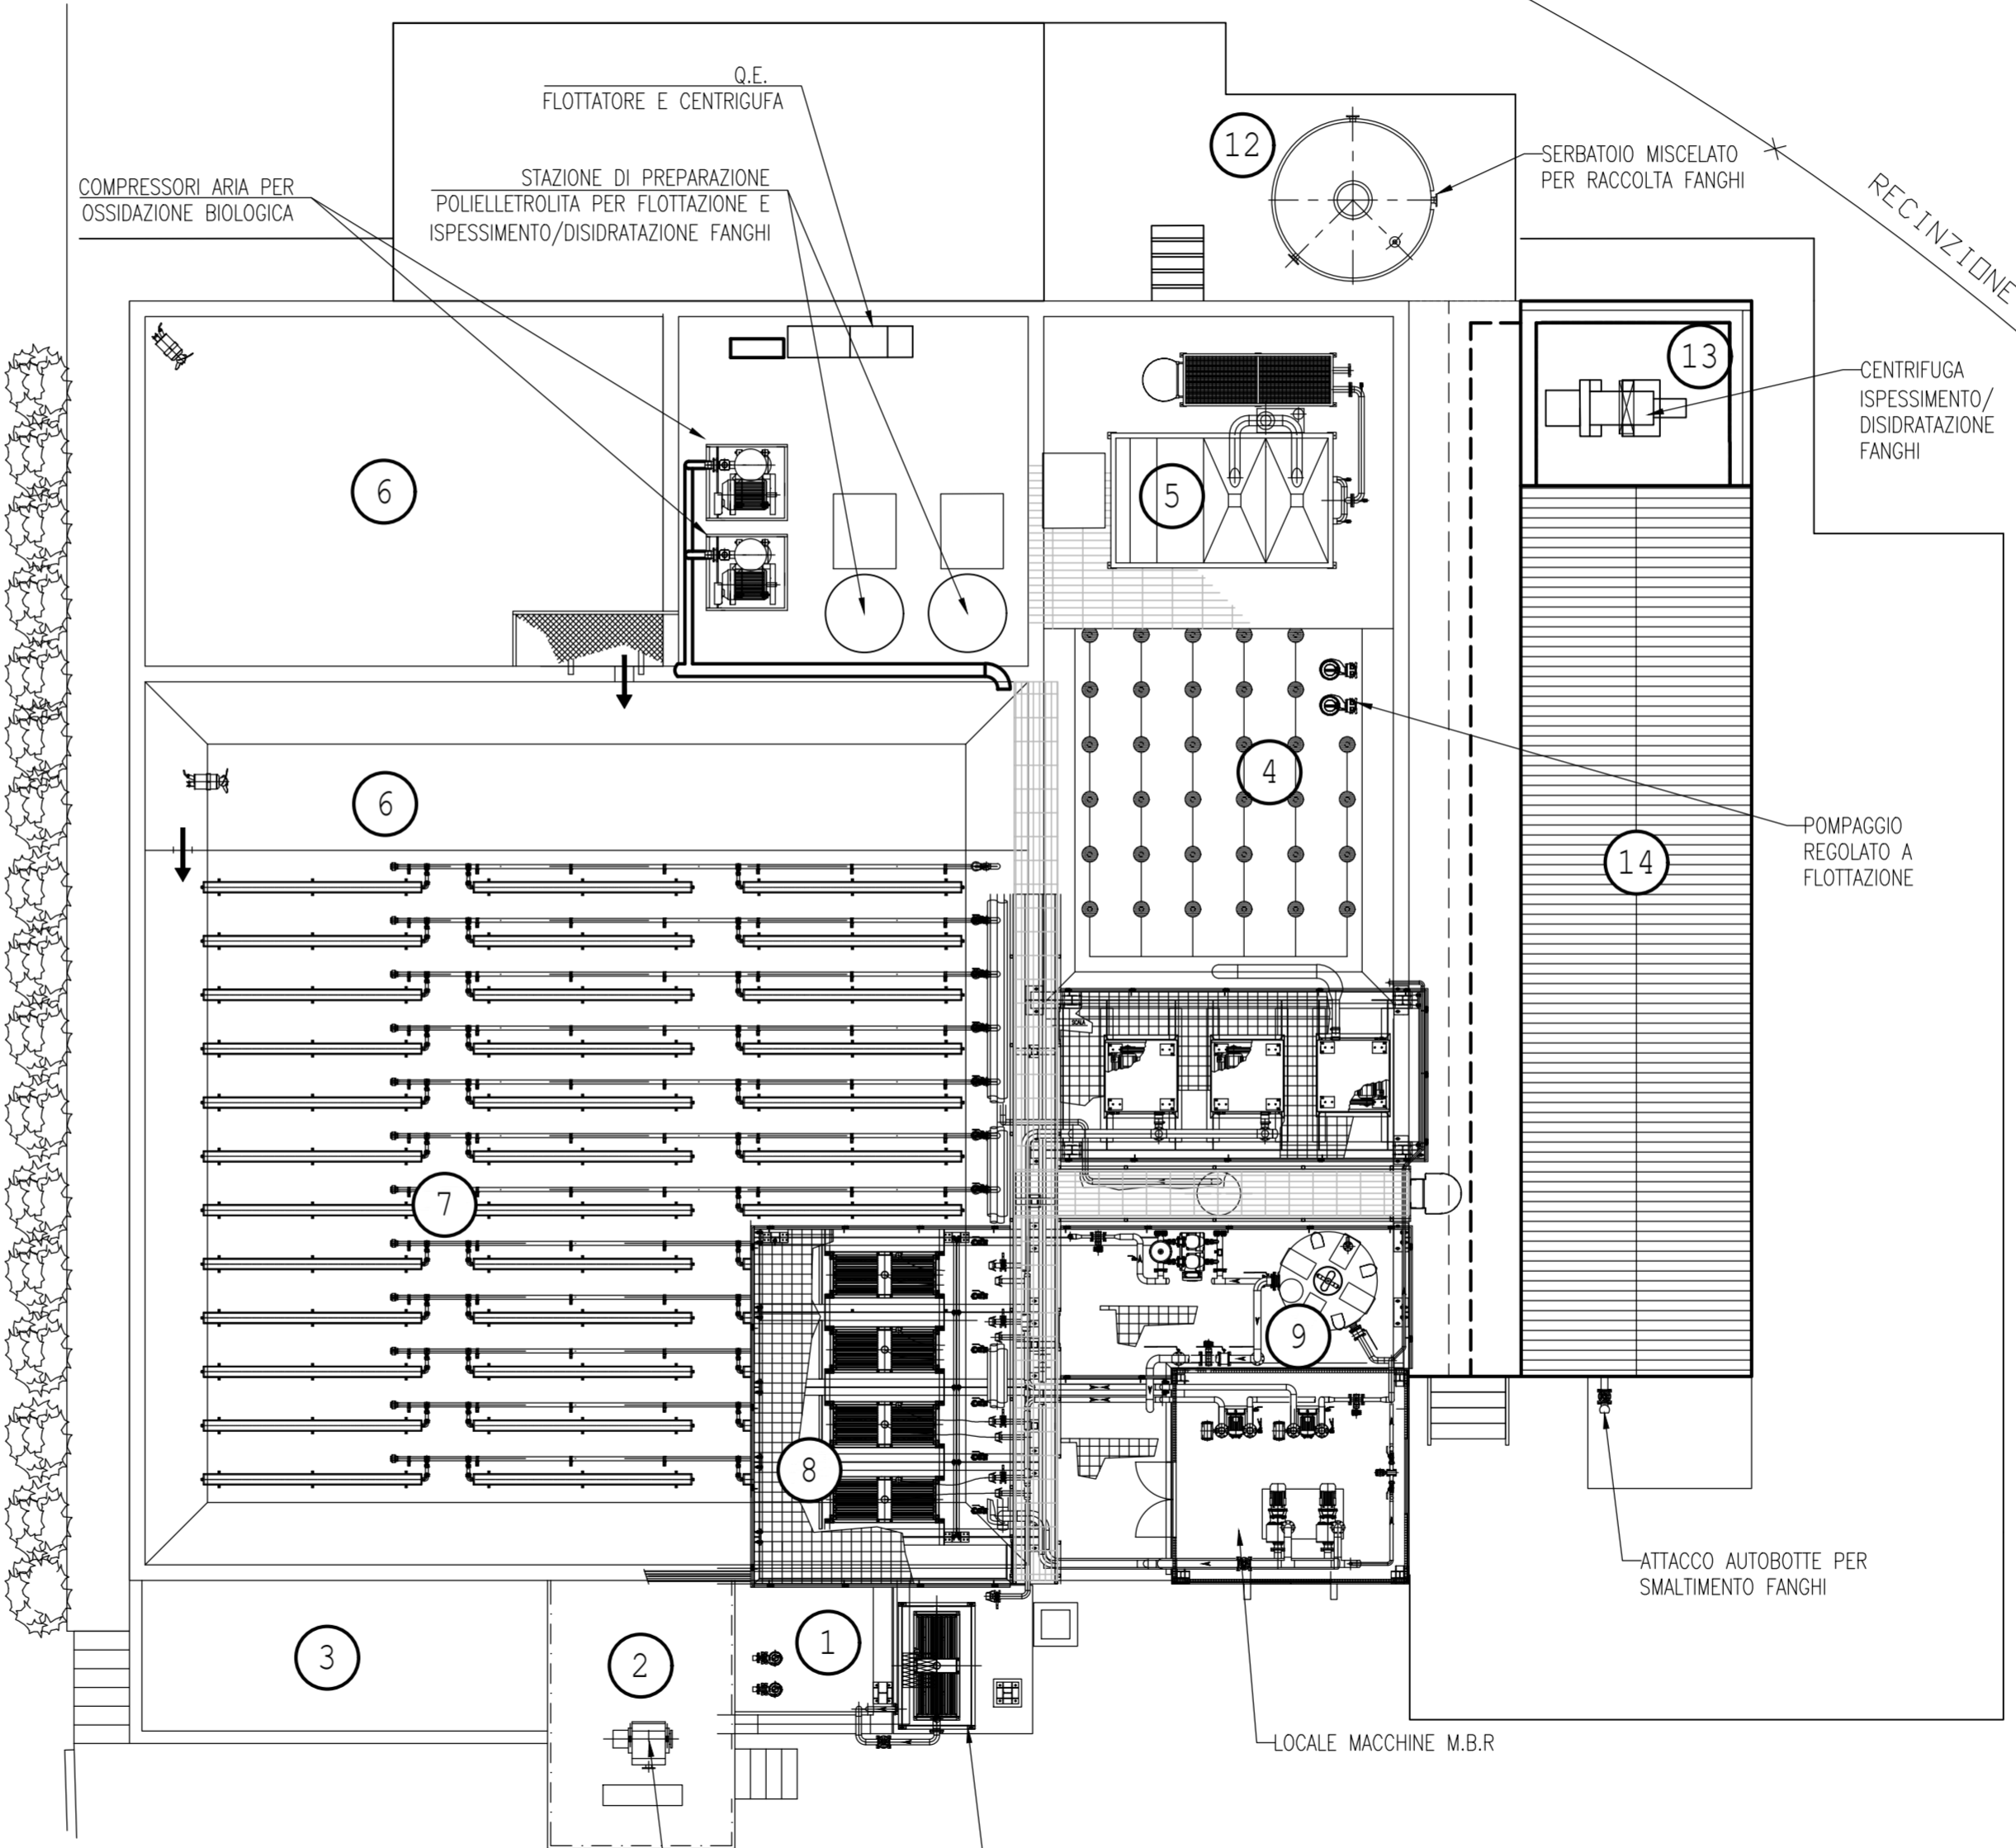 Q.E.
FLOTTATORE E CENTRIGUFA
12
SERBATOIO MISCELATO
PER RACCOLTA FANGHI
STAZIONE DI PREPARAZIONE
POLIELLETROLITA PER FLOTTAZIONE E
ISPESSIMENTO/DISIDRATAZIONE FANGHI
COMPRESSORI ARIA PER
OSSIDAZIONE BIOLOGICA
RECINZIONE
13
CENTRIFUGA
ISPESSIMENTO/
DISIDRATAZIONE
FANGHI
6
5
4
6
POMPAGGIO
REGOLATO A
FLOTTAZIONE
14
SCALA
7
9
8
ATTACCO AUTOBOTTE PER
SMALTIMENTO FANGHI
3
2
1
LOCALE MACCHINE M.B.R